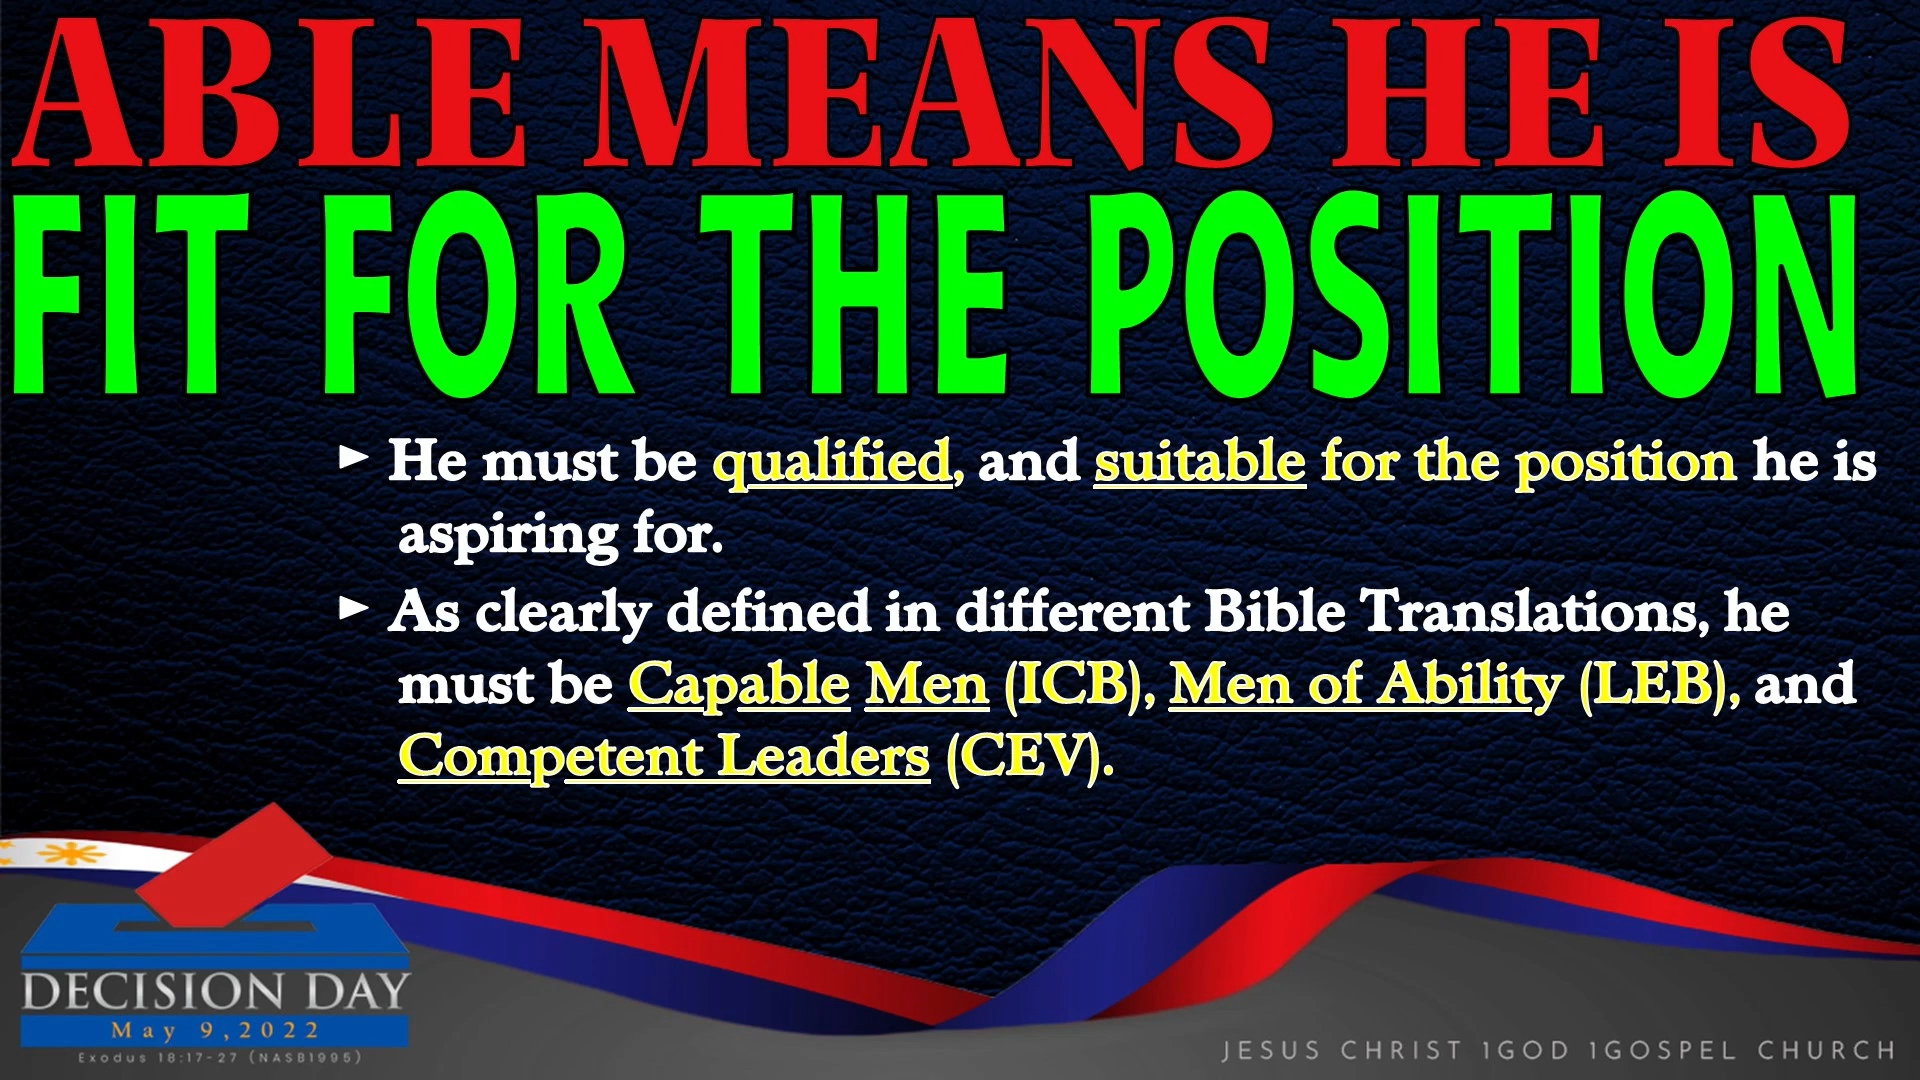 ABLE MEANS HE IS
FIT FOR THE POSITION
► He must be qualified, and suitable for the position he is
aspiring for.
► As clearly defined in different Bible Translations, he
must be Capable Men (ICB), Men of Ability (LEB), and
Competent Leaders (CEV).
DECISION DAY
May 9,2022
Exodus 18:17-27 (NASB1995)
JESUS CHRIST 1GOD 1GOSPEL CHURCH